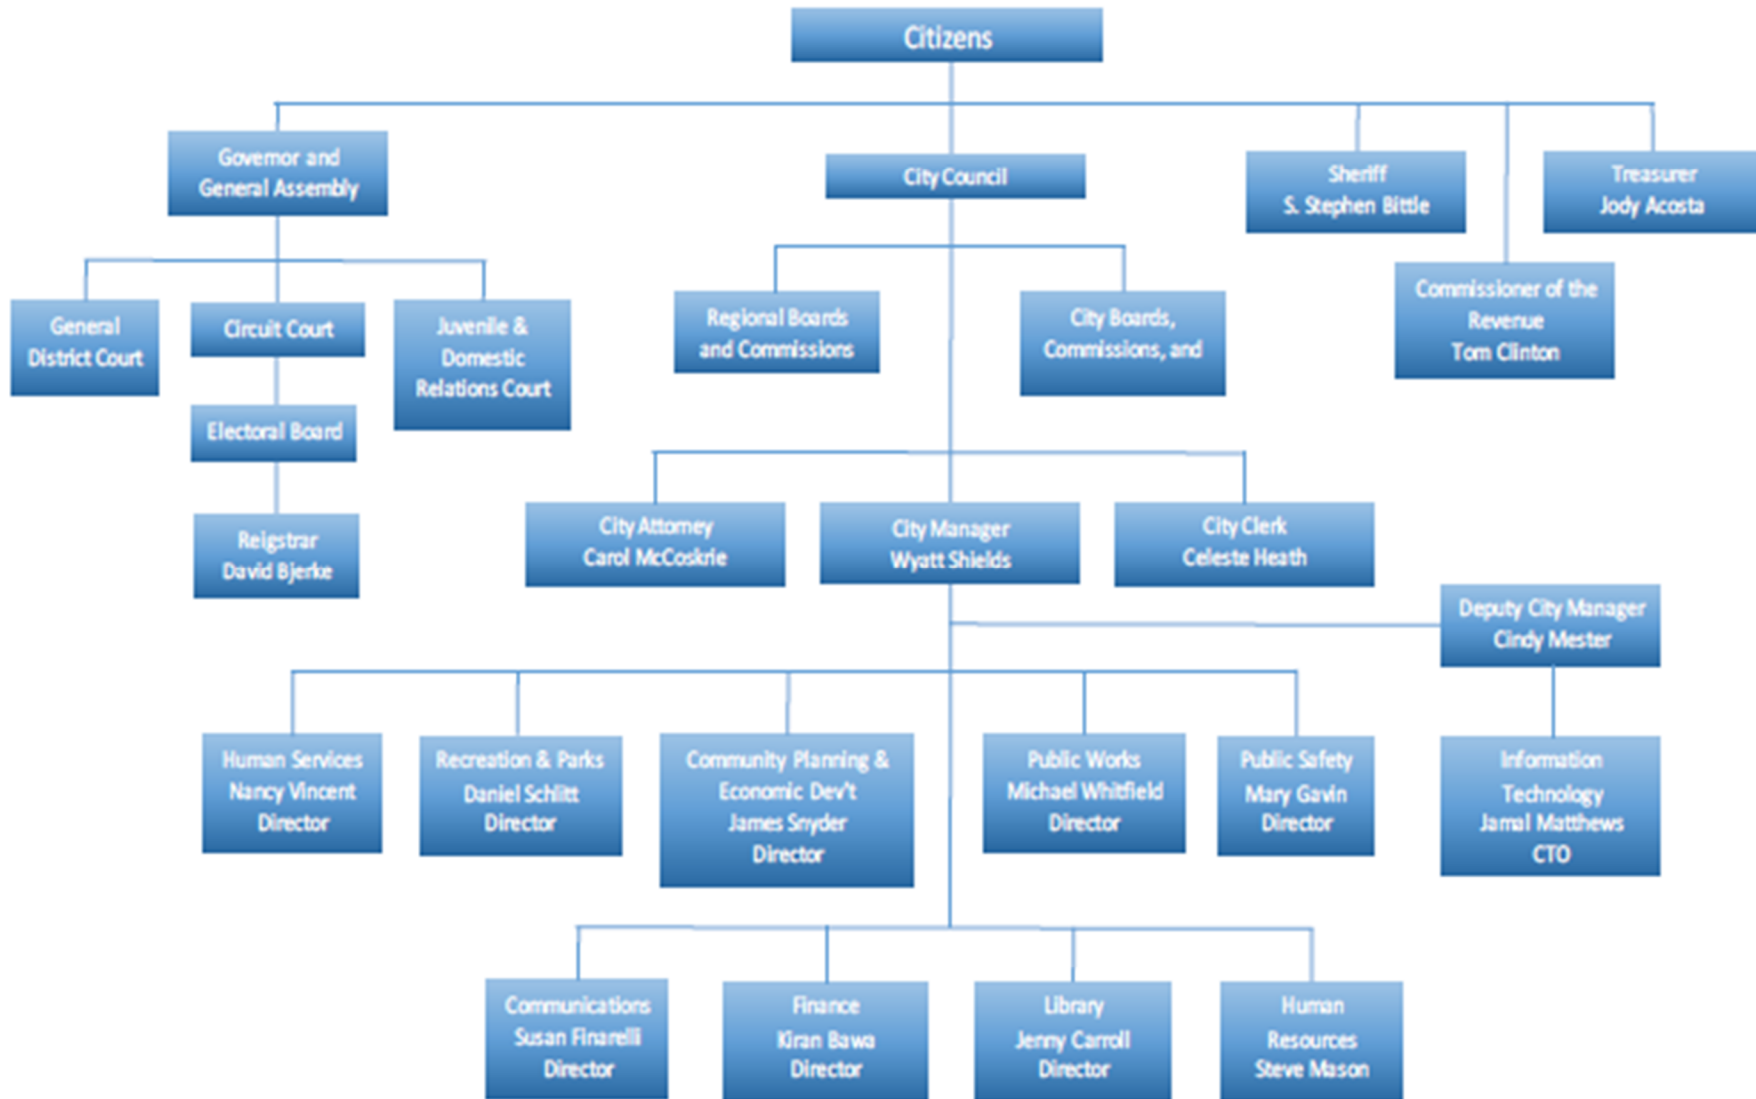 Citizens
Governor and
General Assembly
City Council
Sheriff
S. Stephen Bittle
Treasurer
Jody Acosta
Commissioner of the
Revenue
Tom Clinton
General
District Court
Circuit Court
Juvenile &
Domestic
Relations Court
Regional Boards
and Commissions
City Boards,
Commissions, and
Electoral Board
Reigstrar
David Bjerke
City Attorney
Carol McCoskrie
City Manager
Wyatt Shields
City Clerk
Celeste Heath
Deputy City Manager
Cindy Mester
Human Services
Nancy Vincent
Director
Recreation & Parks
Daniel Schlitt
Director
Community Planning &
Economic Dev't
James Snyder
Director
Public Works
Michael Whitfield
Director
Public Safety
Mary Gavin
Director
Information
Technology
Jamal Matthews
CTO
Communications
Susan Finarelli
Director
Finance
Kiran Bawa
Director
Library
Jenny Carroll
Director
Human
Resources
Steve Mason